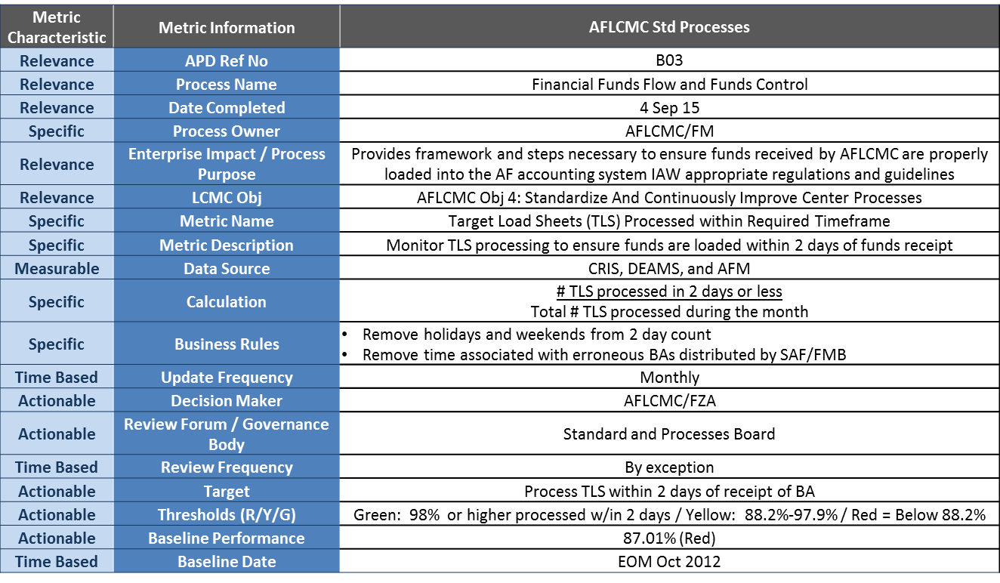 Metric Characteristic Metric Information AFLCMC Std Processes
Relevance APD Ref No B03
Relevance Process Name Financial Funds Flow and Funds Control
Relevance Date Completed 4 Sep 15
Specific Process Owner AFLCMC/FM
Relevance Enterprise Impact / Process Purpose Provides framework and steps necessary to ensure funds received by AFLCMC are properly
loaded into the AF accounting system IAW appropriate regulations and guidelines
Relevance LCMC Obj AFLCMC Obj 4: Standardize And Continuously Improve Center Processes
Specific Metric Name Target Load Sheets (TLS) Processed within Required Timeframe
Specific Metric Description Monitor TLS processing to ensure funds are loaded within 2 days of funds receipt
Measurable Data Source CRIS, DEAMS, and AFM
Specific Calculation # TLS processed in 2 days or less
Total # TLS processed during the month
Specific Business Rules • Remove holidays and weekends from 2 day count
• Remove time associated with erroneous BAs distributed by SAF/FMB
Time Based Update Frequency Monthly
Actionable Decision Maker AFLCMC/FZA
Actionable Review Forum / Governance Body Standard and Processes Board
Time Based Review Frequency By exception
Actionable Target Process TLS within 2 days of receipt of BA
Actionable Thresholds (R/Y/G) Green: 98% or higher processed w/in 2 days / Yellow: 88.2%-97.9% / Red = Below 88.2%
Actionable Baseline Performance 87.01% (Red)
Time Based Baseline Date EOM Oct 2012